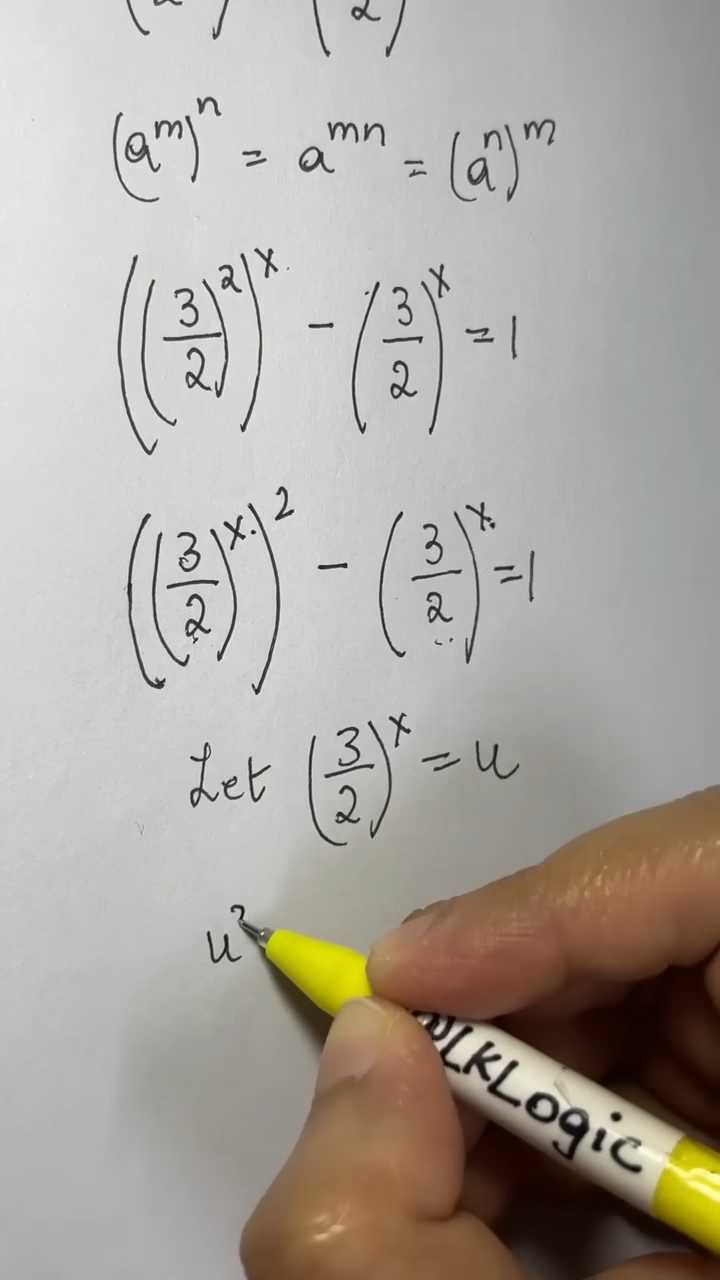 (a^m)^n = a^{mn} = (a^n)^m
((3/2)^2)^x - (3/2)^x = 1
((3/2)^x)^2 - (3/2)^x = 1
Let (3/2)^x = u
u^2
@LKLogic